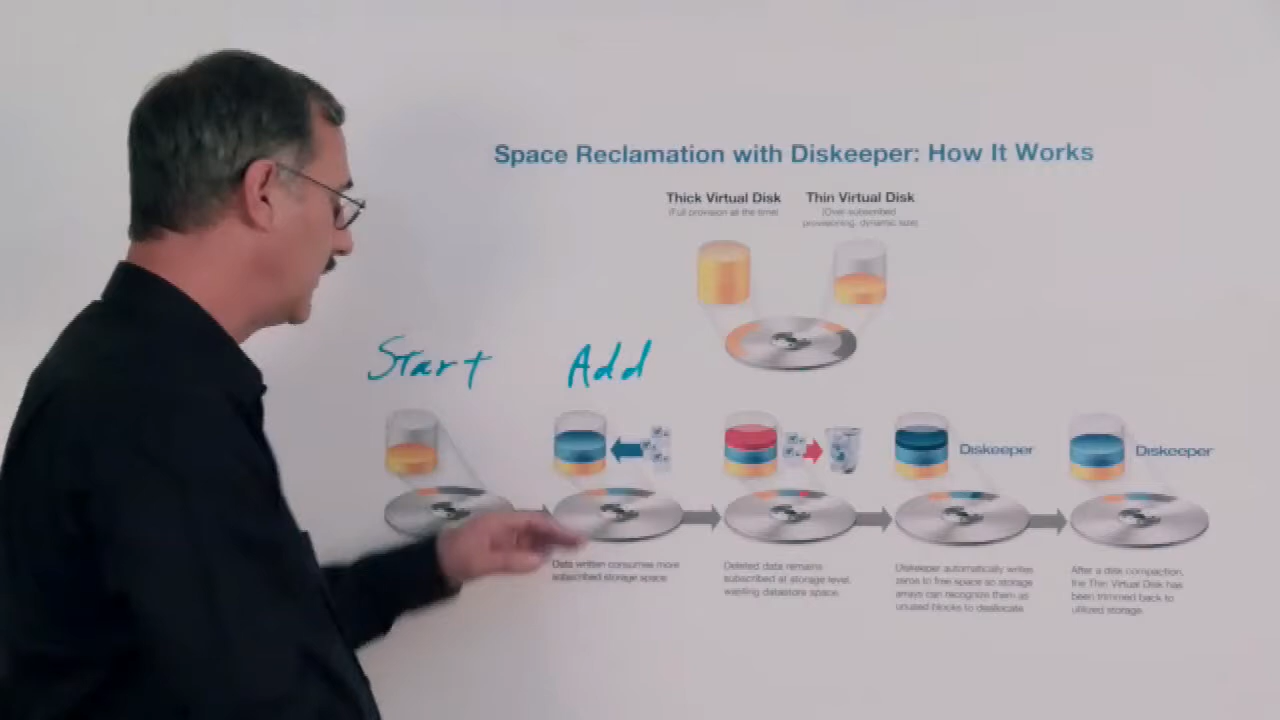 Space Reclamation with Diskeeper: How It Works
Thick Virtual Disk
(Full provision all the time)
Thin Virtual Disk
(Over-subscribed
provisioning, dynamic size)
Start
Add
Diskeeper
Diskeeper
Data written consumes more
subscribed storage space.
Deleted data remains
subscribed at storage level,
wasting datastore space.
Diskeeper automatically writes
zeros to free space so storage
arrays can recognize them as
unused blocks to deallocate.
After a disk compaction,
the Thin Virtual Disk has
been trimmed back to
utilized storage.